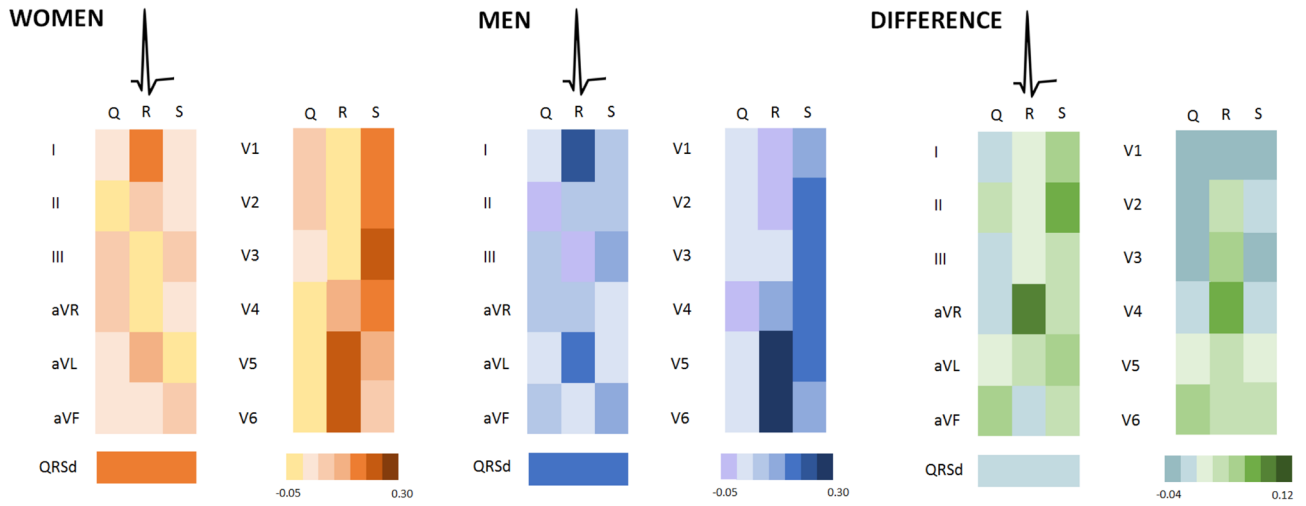 WOMEN MEN DIFFERENCE
Q R S Q R S Q R S Q R S Q R S Q R S
I V1 I V1 I V1
II V2 II V2 II V2
III V3 III V3 III V3
aVR V4 aVR V4 aVR V4
aVL V5 aVL V5 aVL V5
aVF V6 aVF V6 aVF V6
QRSd QRSd QRSd
-0.05 0.30 -0.05 0.30 -0.04 0.12